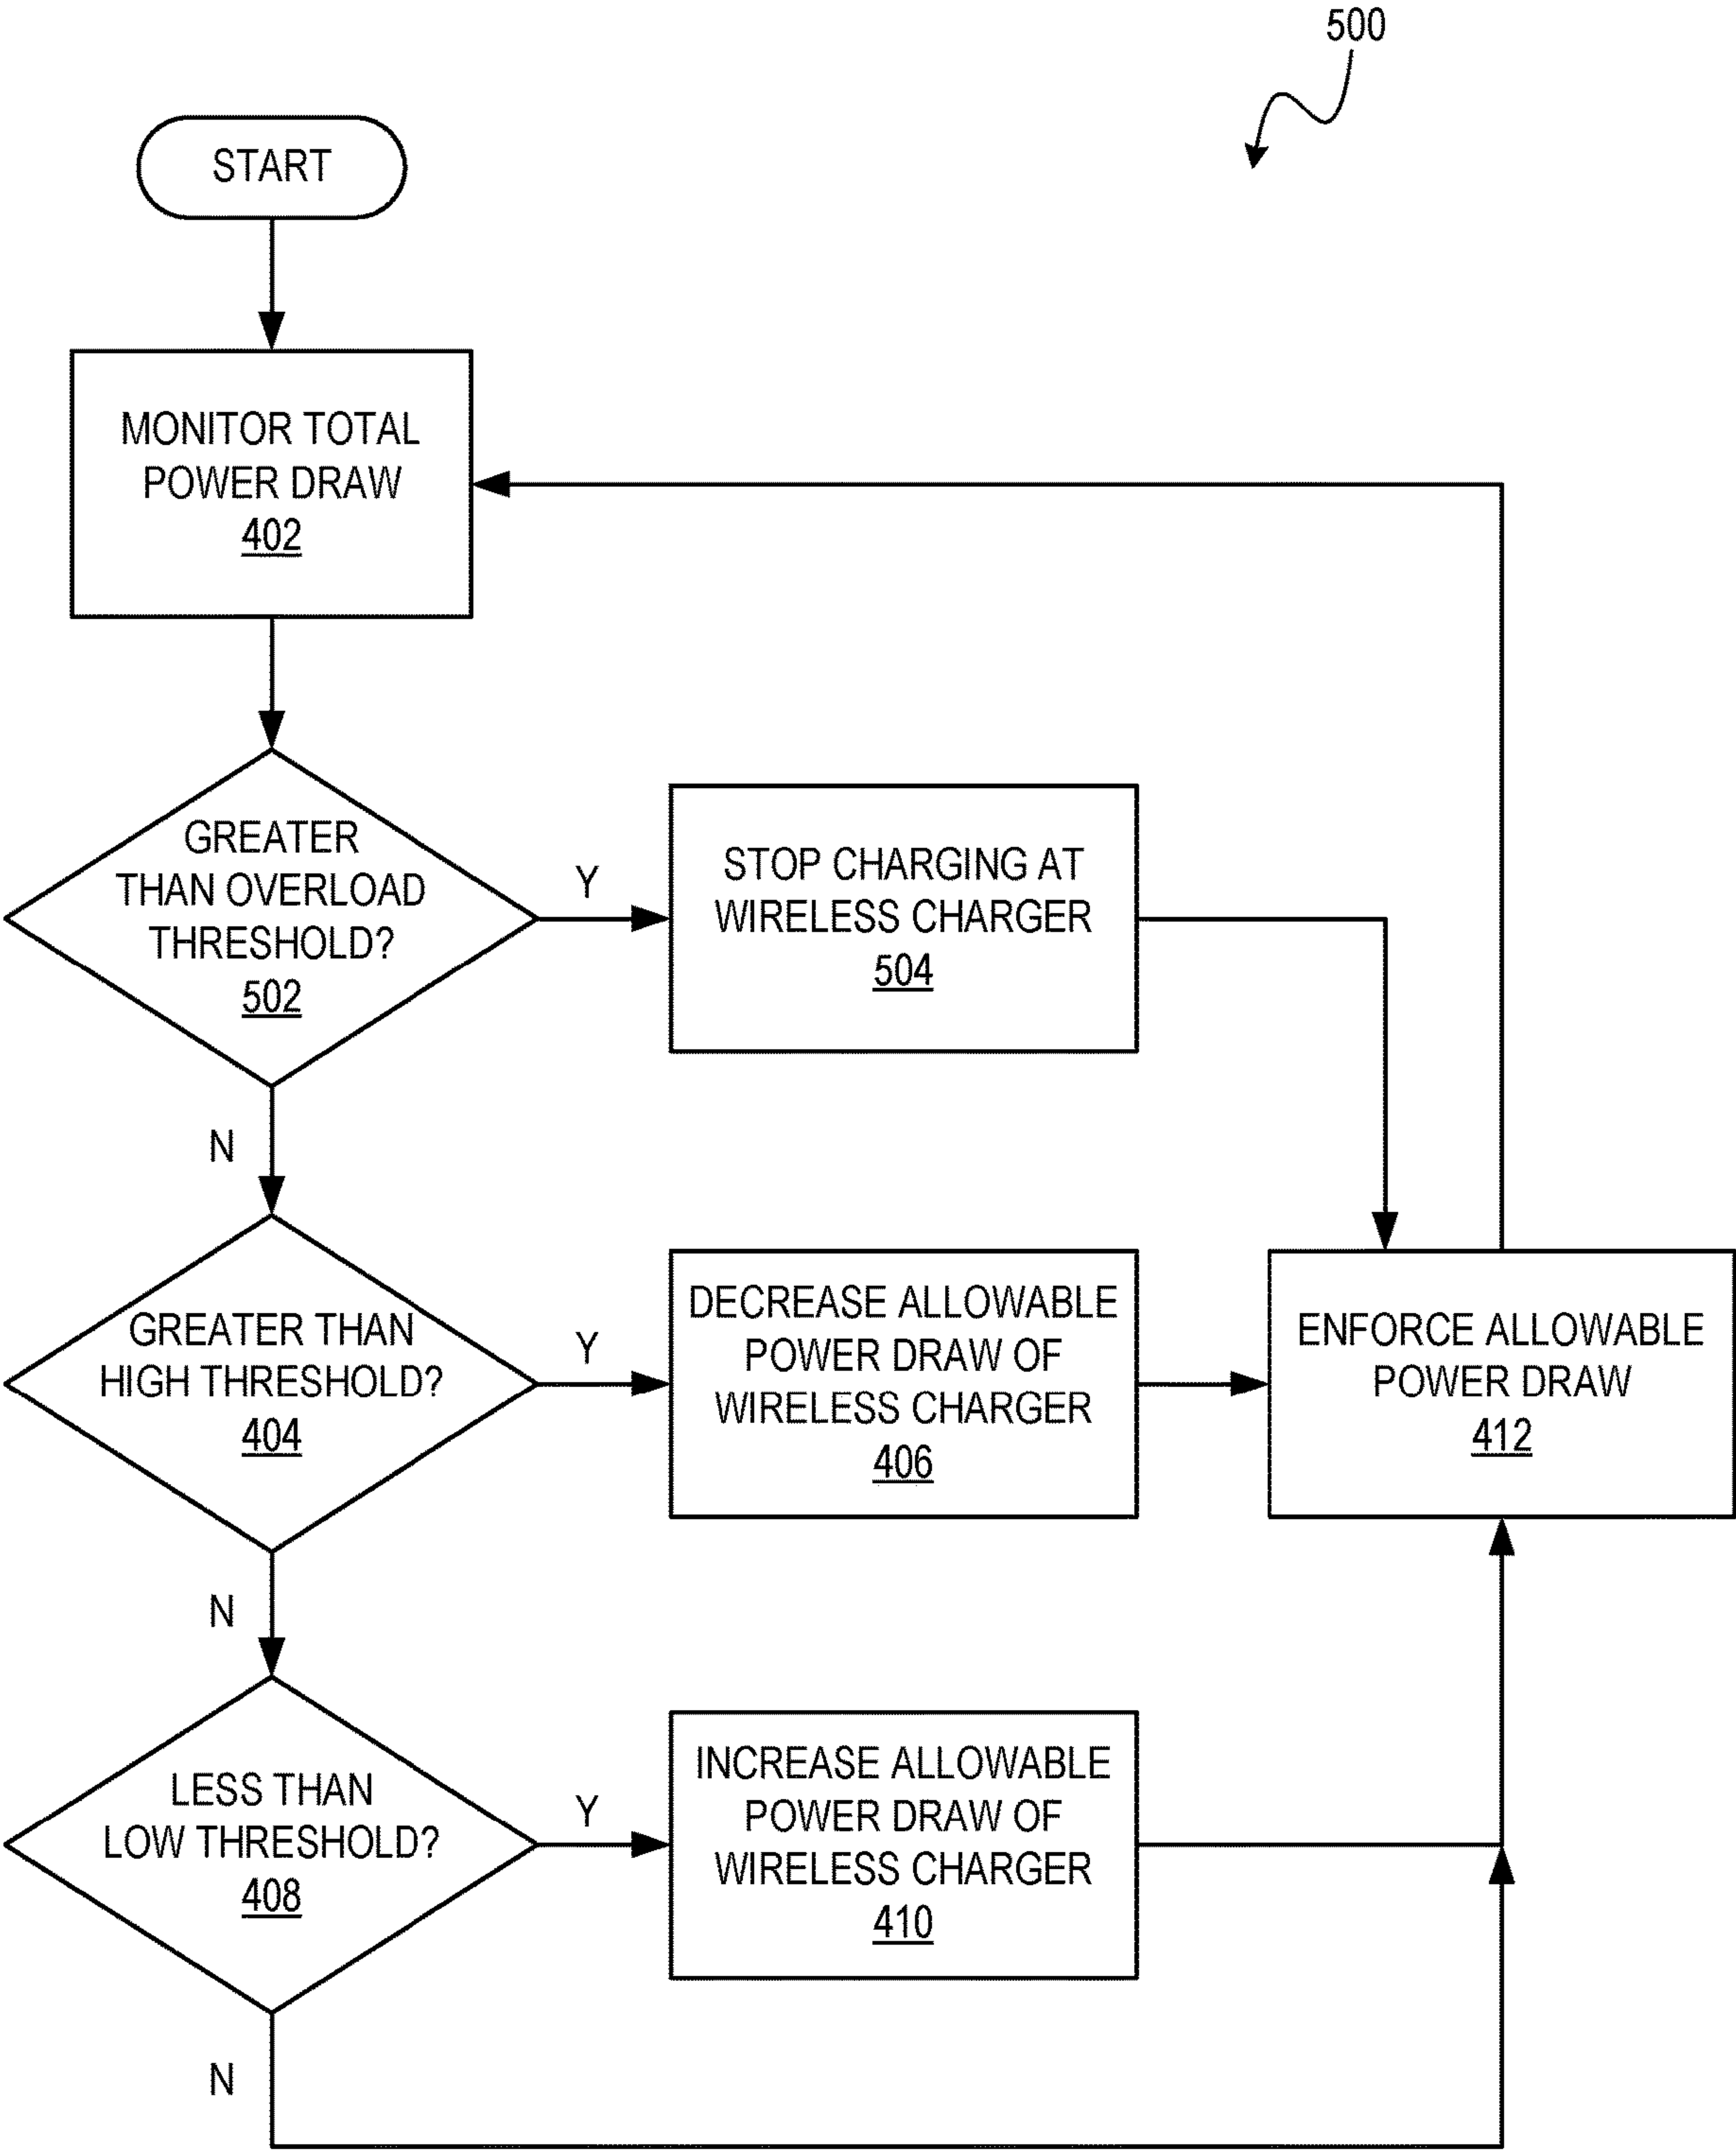 500
START
MONITOR TOTAL
POWER DRAW
402
GREATER
THAN OVERLOAD
THRESHOLD?
502
Y
STOP CHARGING AT
WIRELESS CHARGER
504
N
GREATER THAN
HIGH THRESHOLD?
404
Y
DECREASE ALLOWABLE
POWER DRAW OF
WIRELESS CHARGER
406
ENFORCE ALLOWABLE
POWER DRAW
412
N
LESS THAN
LOW THRESHOLD?
408
Y
INCREASE ALLOWABLE
POWER DRAW OF
WIRELESS CHARGER
410
N